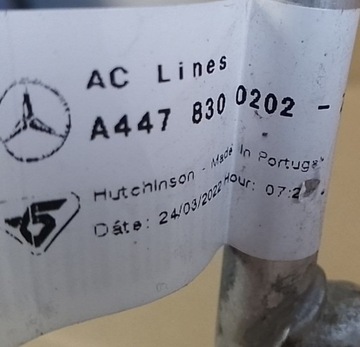 AC Lines
A447 830 0202 -
Hutchinson - Made in Portugal
Date: 24/03/2022 Hour: 07:2